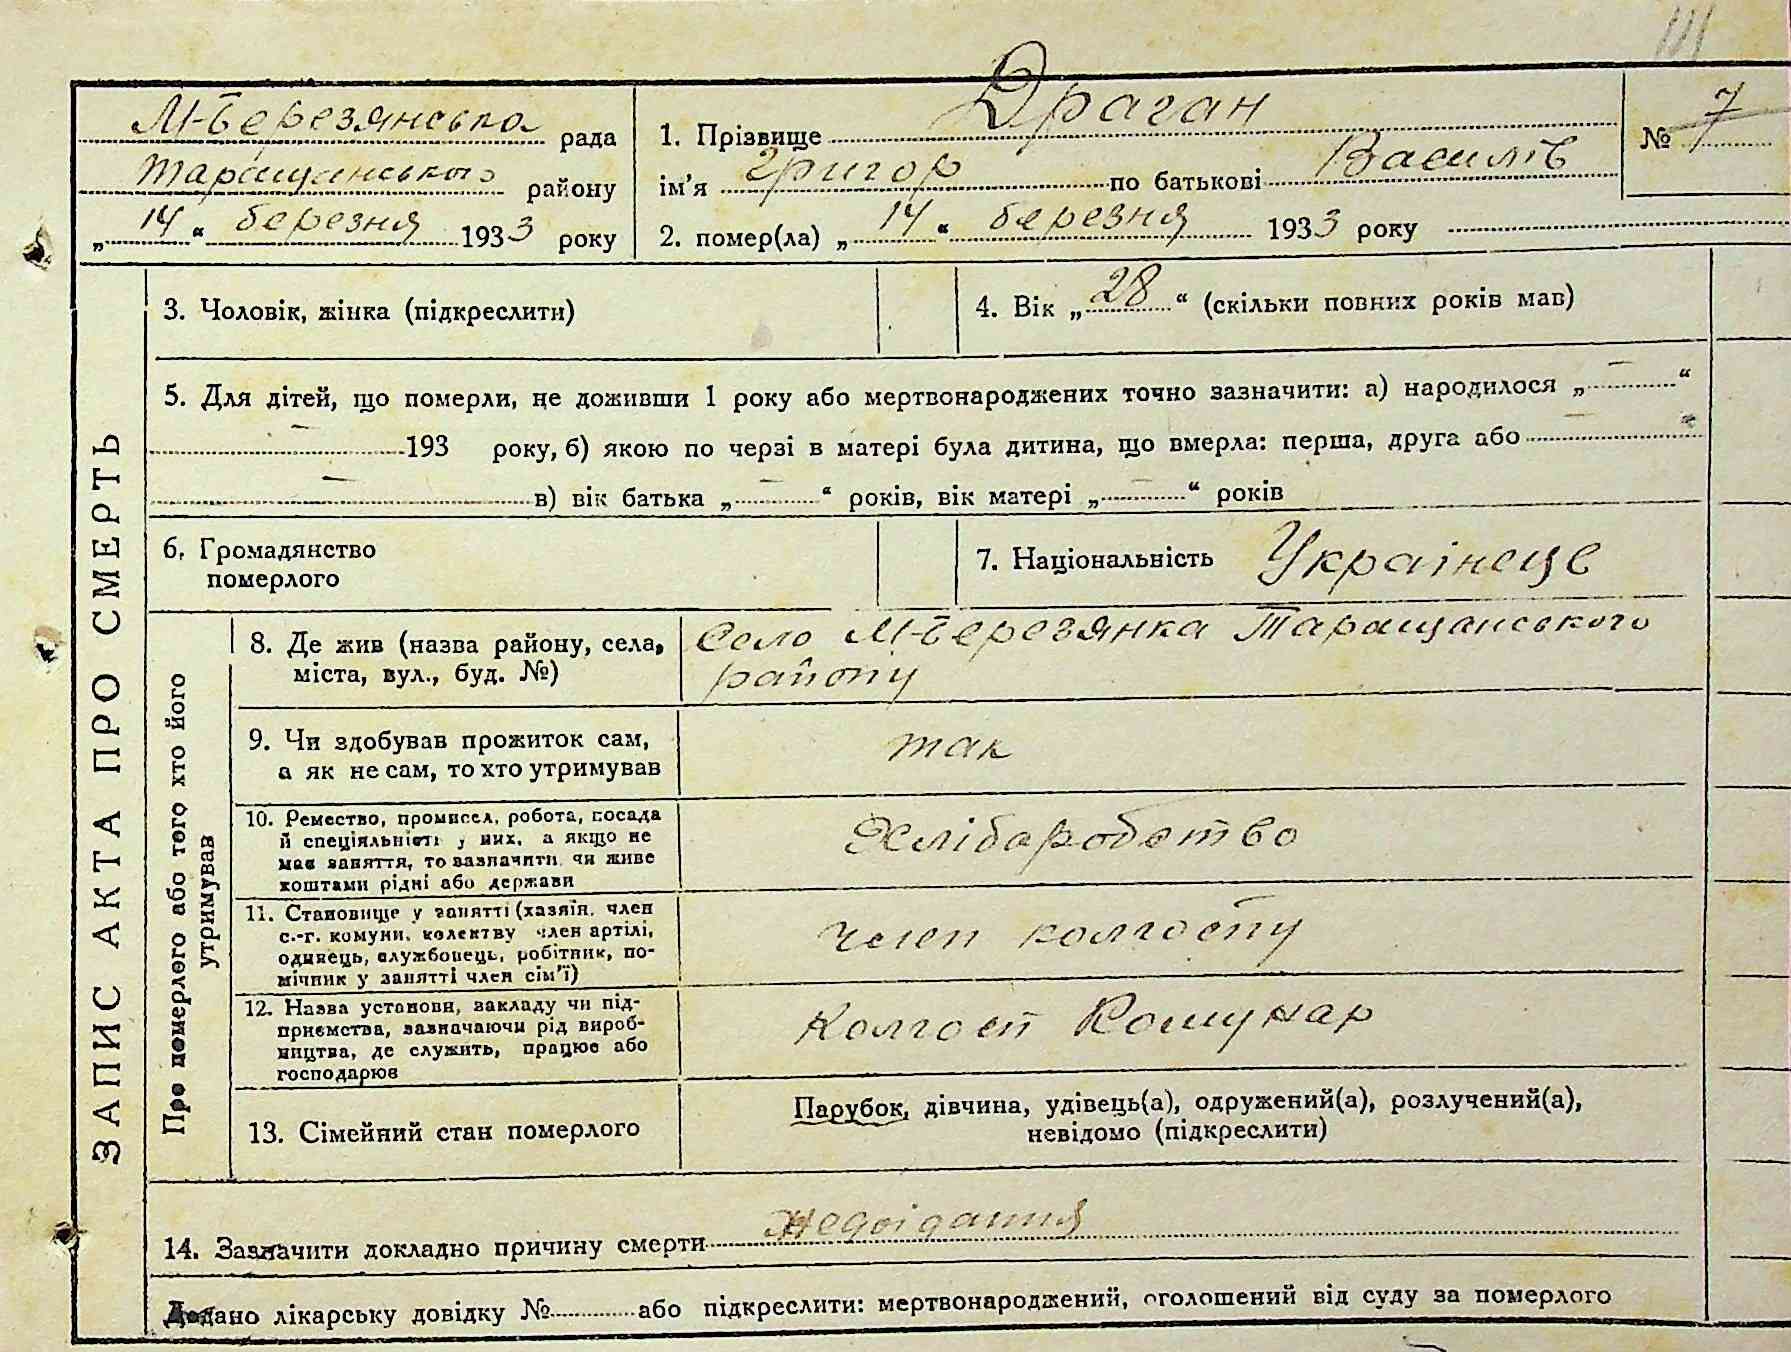 М-Березянська рада
Таращанського району
„ 14 “ березня 1933 року
1. Прізвище Драган
ім'я Григор по батькові Василів
2. помер(ла) „ 14 “ березня 1933 року
№ 7
ЗАПИС АКТА ПРО СМЕРТЬ
3. Чоловік, жінка (підкреслити)
4. Вік „ 28 “ (скільки повних років мав)
5. Для дітей, що померли, не доживши 1 року або мертвонароджених точно зазначити: а) народилося „ — “
— 193 року, б) якою по черзі в матері була дитина, що вмерла: перша, друга або —
— в) вік батька „ — “ років, вік матері „ — “ років
6. Громадянство
померлого
7. Національність Українець
Про померлого або того хто його
утримував
8. Де жив (назва району, села,
міста, вул., буд. №)
Село М-Березянка Таращанського
району
9. Чи здобував прожиток сам,
а як не сам, то хто утримував
так
10. Ремество, промисел, робота, посада
й спеціяльність у них, а якщо не
мав заняття, то зазначити чи живе
коштами рідні або держави
Хліборобство
11. Становище у занятті (хазяїн, член
с.-г. комуни, колективу член артілі,
одинець, службовець, робітник, по-
мічник у занятті член сім'ї)
член колгоспу
12. Назва установи, закладу чи під-
приємства, зазначаючи рід вироб-
ництва, де служить, працює або
господарює
Колгосп Комунар
13. Сімейний стан померлого
Парубок, дівчина, удівець(а), одружений(а), розлучений(а),
невідомо (підкреслити)
14. Зазначити докладно причину смерти недоїдання
Додано лікарську довідку № або підкреслити: мертвонароджений, оголошений від суду за померлого